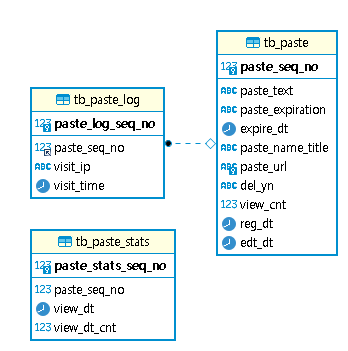 tb_paste_log
123 paste_log_seq_no
123 paste_seq_no
ABC visit_ip
visit_time
tb_paste
123 paste_seq_no
ABC paste_text
ABC paste_expiration
expire_dt
ABC paste_name_title
ABC paste_url
ABC del_yn
123 view_cnt
reg_dt
edt_dt
tb_paste_stats
123 paste_stats_seq_no
123 paste_seq_no
view_dt
123 view_dt_cnt